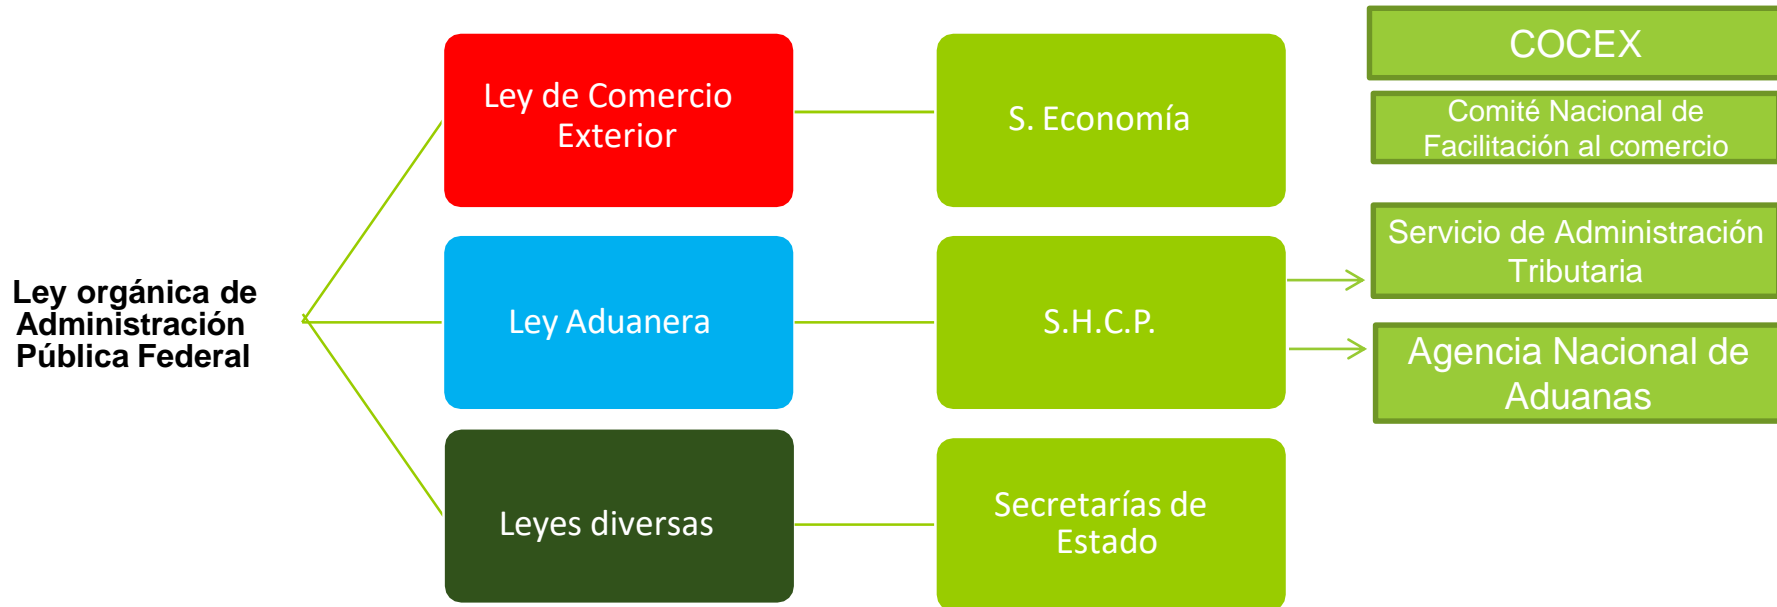 Ley orgánica de
Administración
Pública Federal
Ley de Comercio
Exterior
S. Economía
COCEX
Comité Nacional de
Facilitación al comercio
Ley Aduanera
S.H.C.P.
Servicio de Administración
Tributaria
Agencia Nacional de
Aduanas
Leyes diversas
Secretarías de
Estado